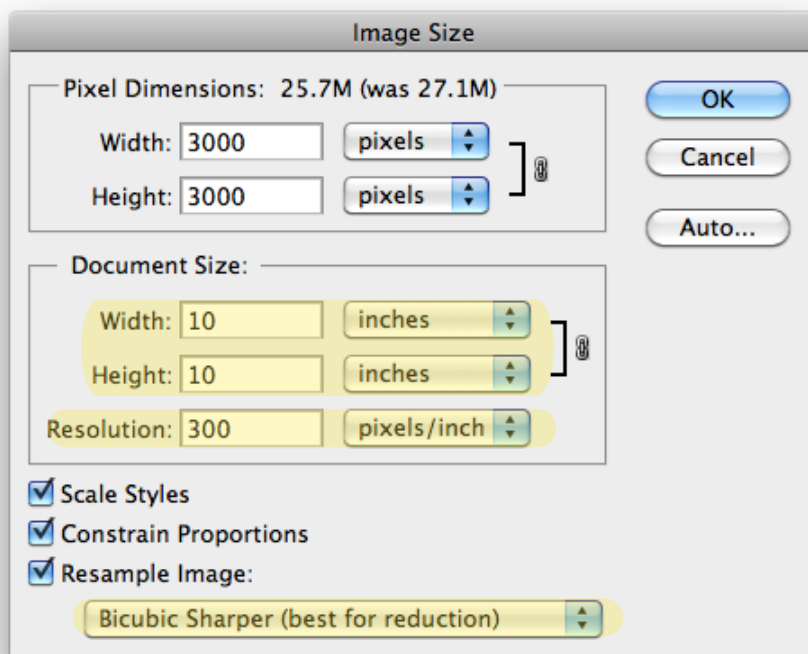 Image Size
Pixel Dimensions: 25.7M (was 27.1M)
OK
Width: 3000 pixels
Cancel
Height: 3000 pixels
Auto...
Document Size:
Width: 10 inches
Height: 10 inches
Resolution: 300 pixels/inch
Scale Styles
Constrain Proportions
Resample Image:
Bicubic Sharper (best for reduction)